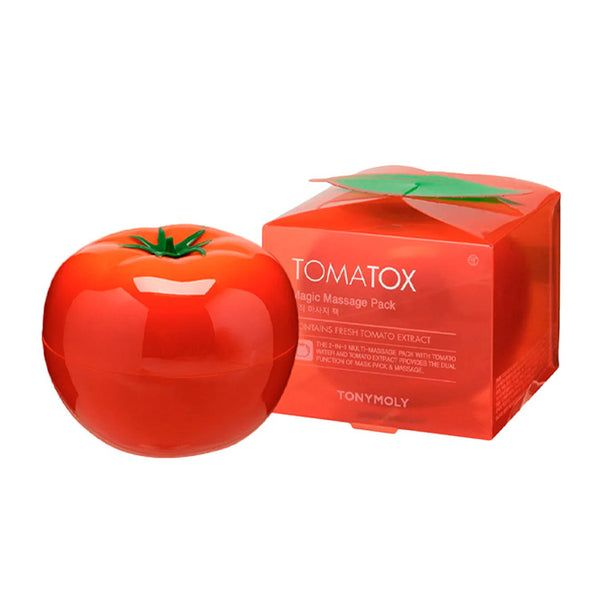 TOMATOX
Magic Massage Pack
마사지 팩
CONTAINS FRESH TOMATO EXTRACT
THE 2-IN-1 MULTI-MASSAGE PACK WITH TOMATO
WATER AND TOMATO EXTRACT PROVIDES THE DUAL
FUNCTION OF MASK PACK & MASSAGE.
TONYMOLY